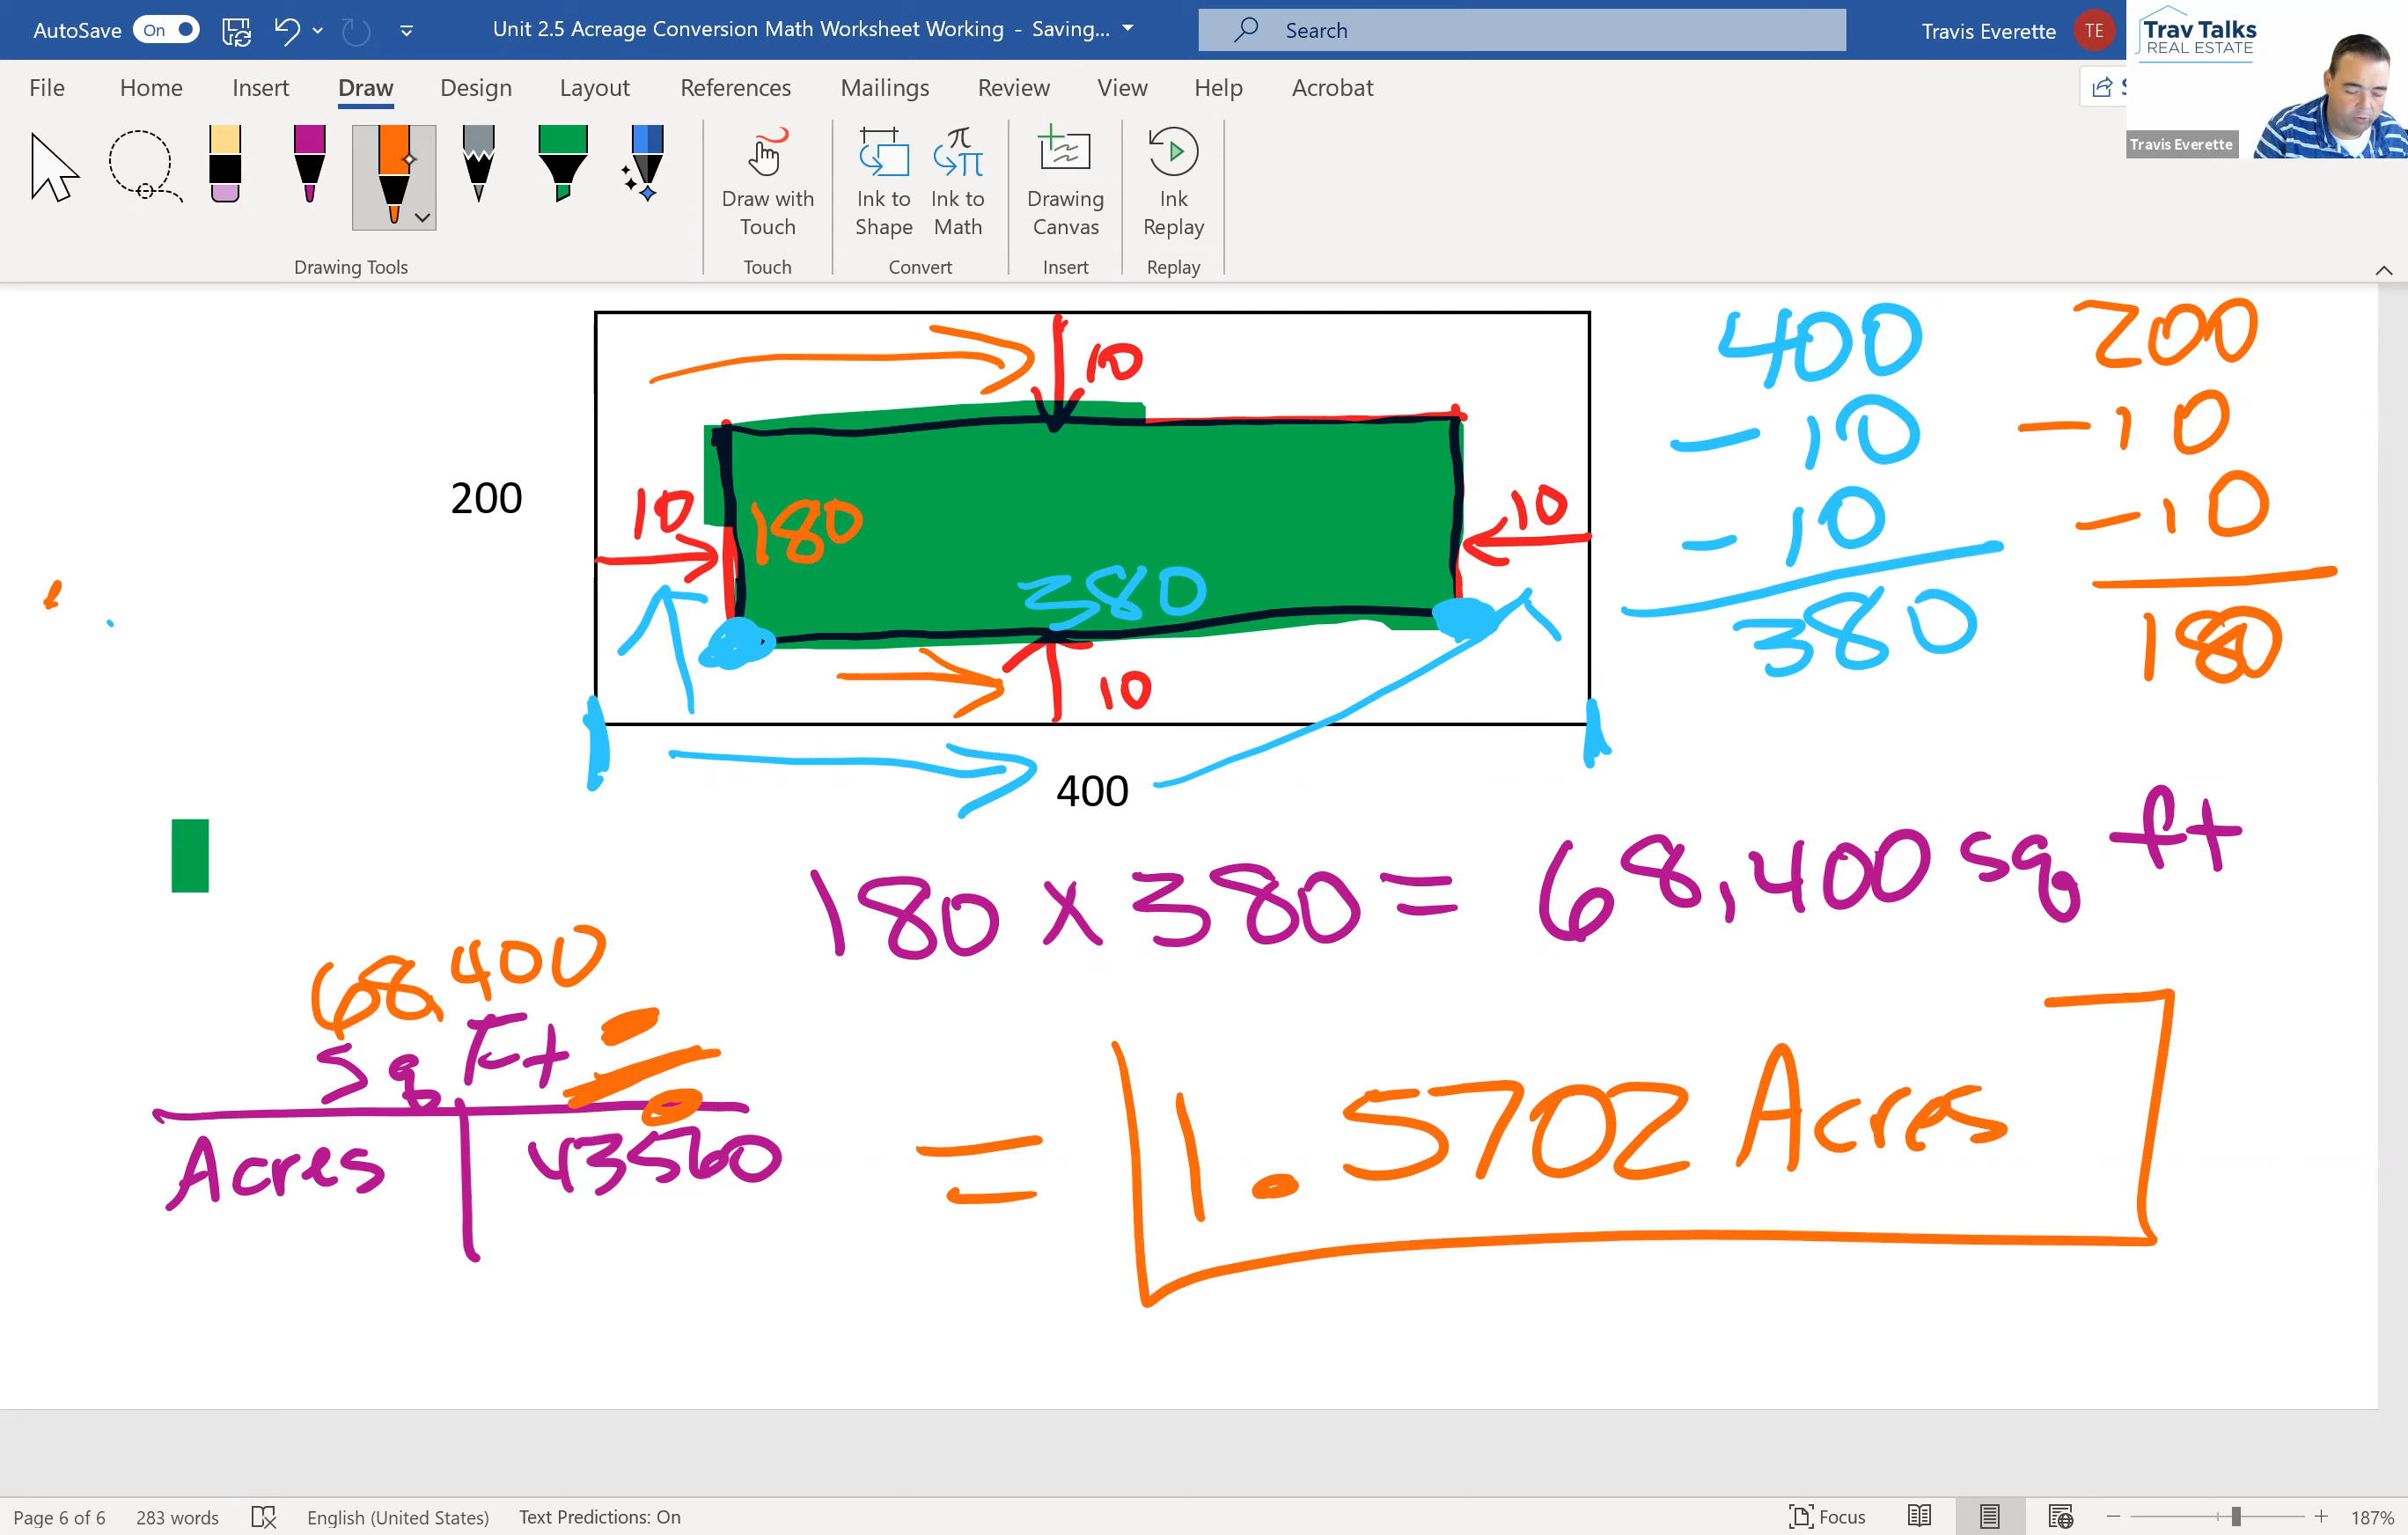 AutoSave On Unit 2.5 Acreage Conversion Math Worksheet Working - Saving... Search Travis Everette TE
Trav Talks
REAL ESTATE
Travis Everette
File Home Insert Draw Design Layout References Mailings Review View Help Acrobat
Draw with Touch
Ink to Shape
Ink to Math
Drawing Canvas
Ink Replay
Drawing Tools Touch Convert Insert Replay
10
200
10
180
10
380
10
400
400
- 10
- 10
380
200
- 10
- 10
180
180 x 380 = 68,400 sq ft
68,400
Sq Ft
Acres 43560
= 1.5702 Acres
Page 6 of 6 283 words English (United States) Text Predictions: On Focus 187%